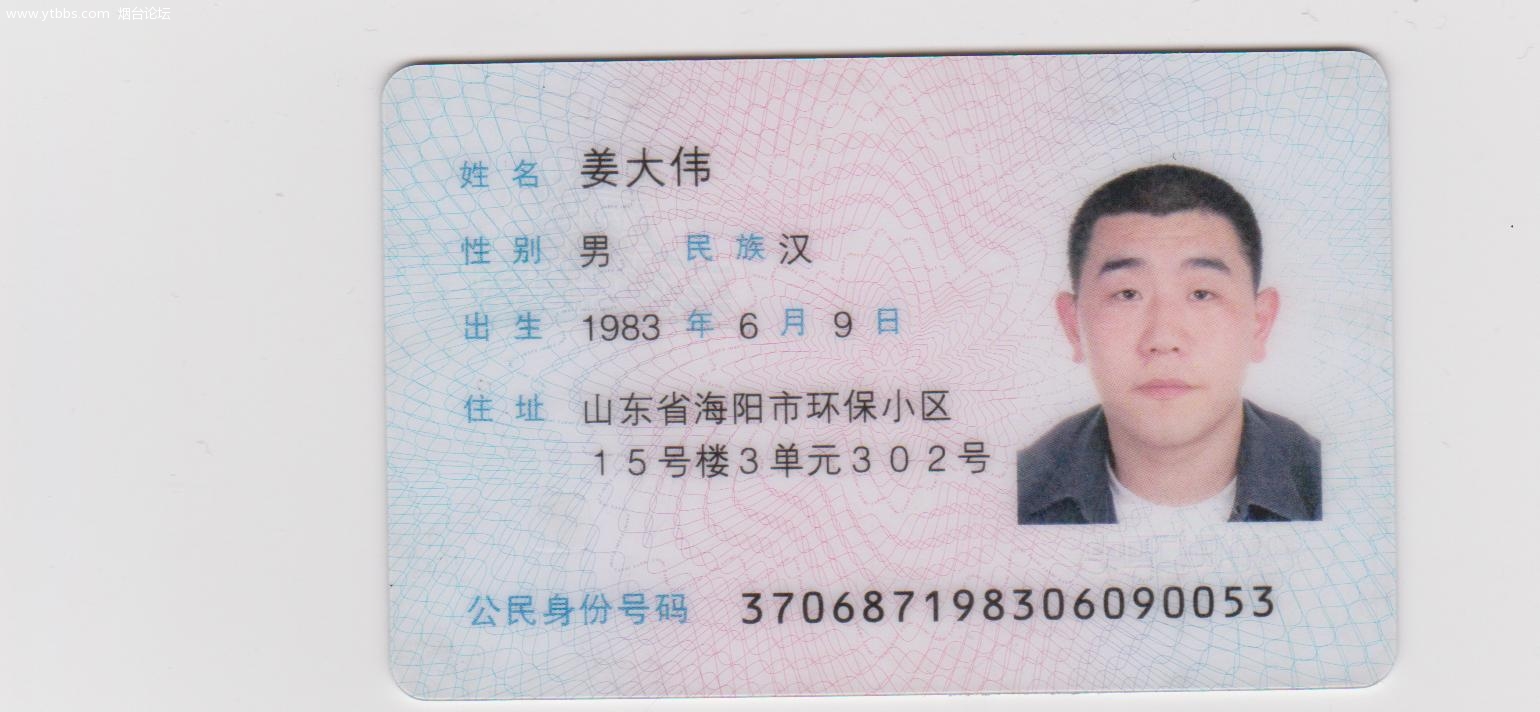 www.ytbbs.com 烟台论坛
姓名 姜大伟
性别 男 民族 汉
出生 1983 年 6 月 9 日
住址 山东省海阳市环保小区
15号楼3单元302号
公民身份号码 370687198306090053